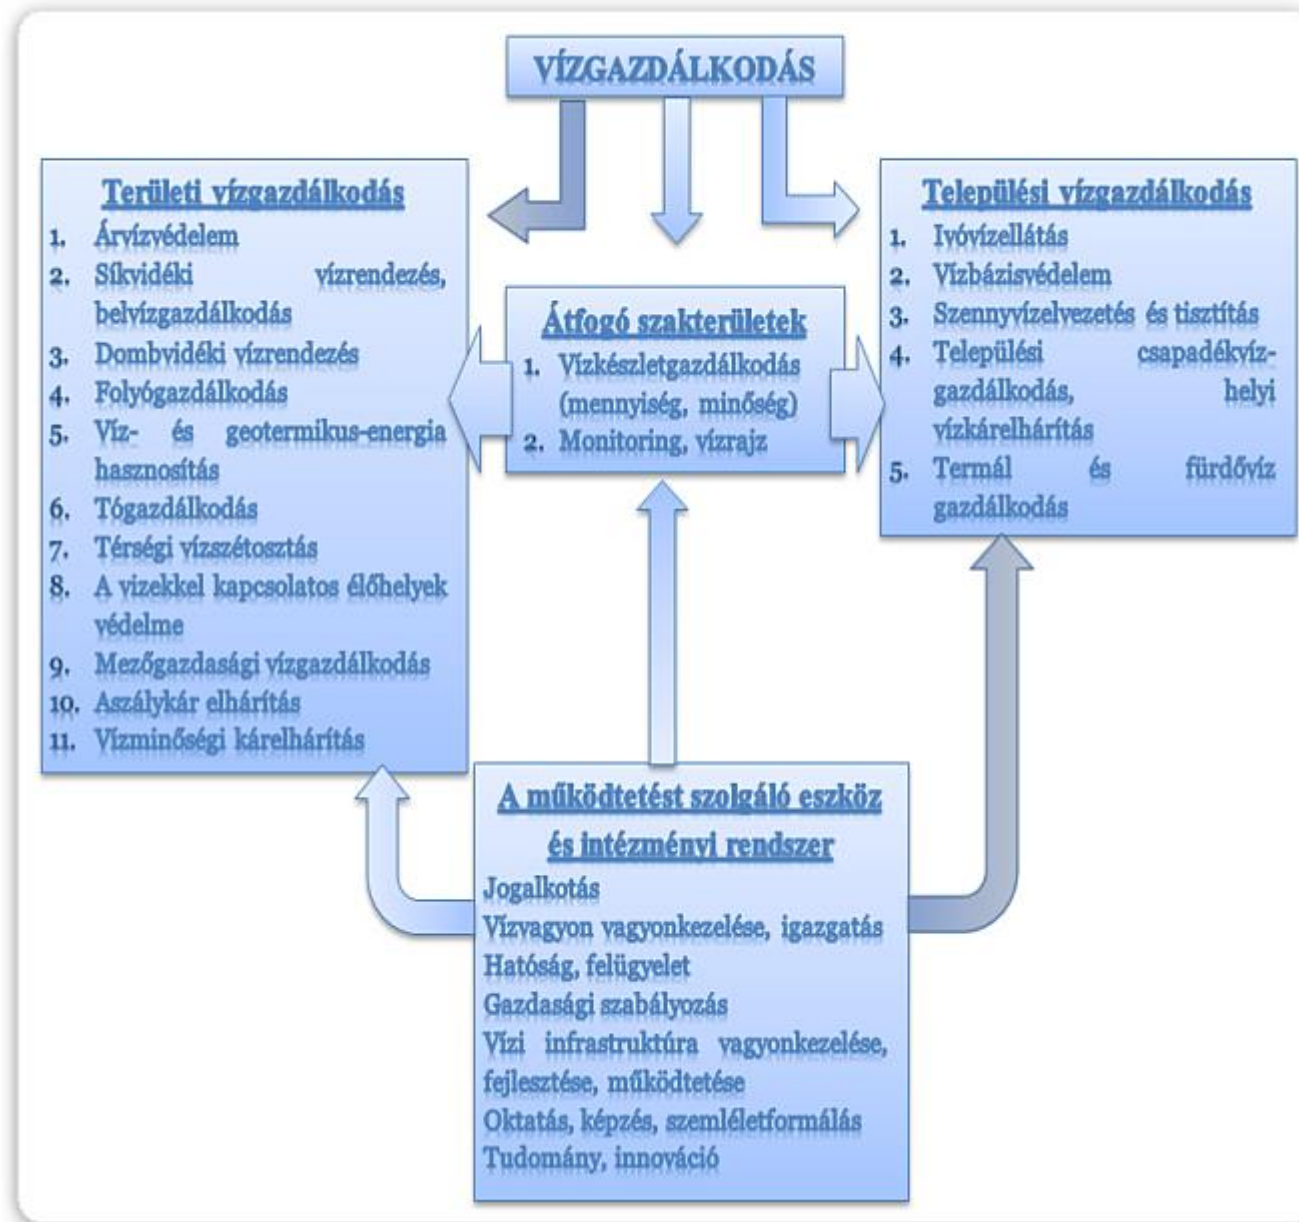 VÍZGAZDÁLKODÁS
Területi vízgazdálkodás
1. Árvízvédelem
2. Síkvidéki vízrendezés,
belvízgazdálkodás
3. Dombvidéki vízrendezés
4. Folyógazdálkodás
5. Víz- és geotermikus-energia
hasznosítás
6. Tógazdálkodás
7. Térségi vízszétosztás
8. A vizekkel kapcsolatos élőhelyek
védelme
9. Mezőgazdasági vízgazdálkodás
10. Aszálykár elhárítás
11. Vízminőségi kárelhárítás
Átfogó szakterületek
1. Vízkészletgazdálkodás
(mennyiség, minőség)
2. Monitoring, vízrajz
Települési vízgazdálkodás
1. Ivóvízellátás
2. Vízbázisvédelem
3. Szennyvízelvezetés és tisztítás
4. Települési csapadékvíz-
gazdálkodás, helyi
vízkárelhárítás
5. Termál és fürdővíz
gazdálkodás
A működtetést szolgáló eszköz
és intézményi rendszer
Jogalkotás
Vízvagyon vagyonkezelése, igazgatás
Hatóság, felügyelet
Gazdasági szabályozás
Vízi infrastruktúra vagyonkezelése,
fejlesztése, működtetése
Oktatás, képzés, szemléletformálás
Tudomány, innováció